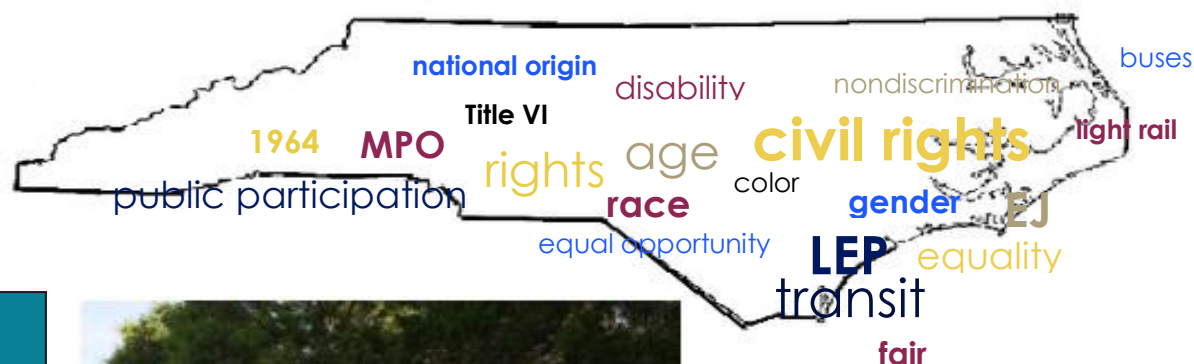 buses
national origin
disability
nondiscrimination
Title VI
light rail
civil rights
1964
MPO
age
rights
color
public participation
race
gender
EJ
equal opportunity
LEP
equality
transit
fair